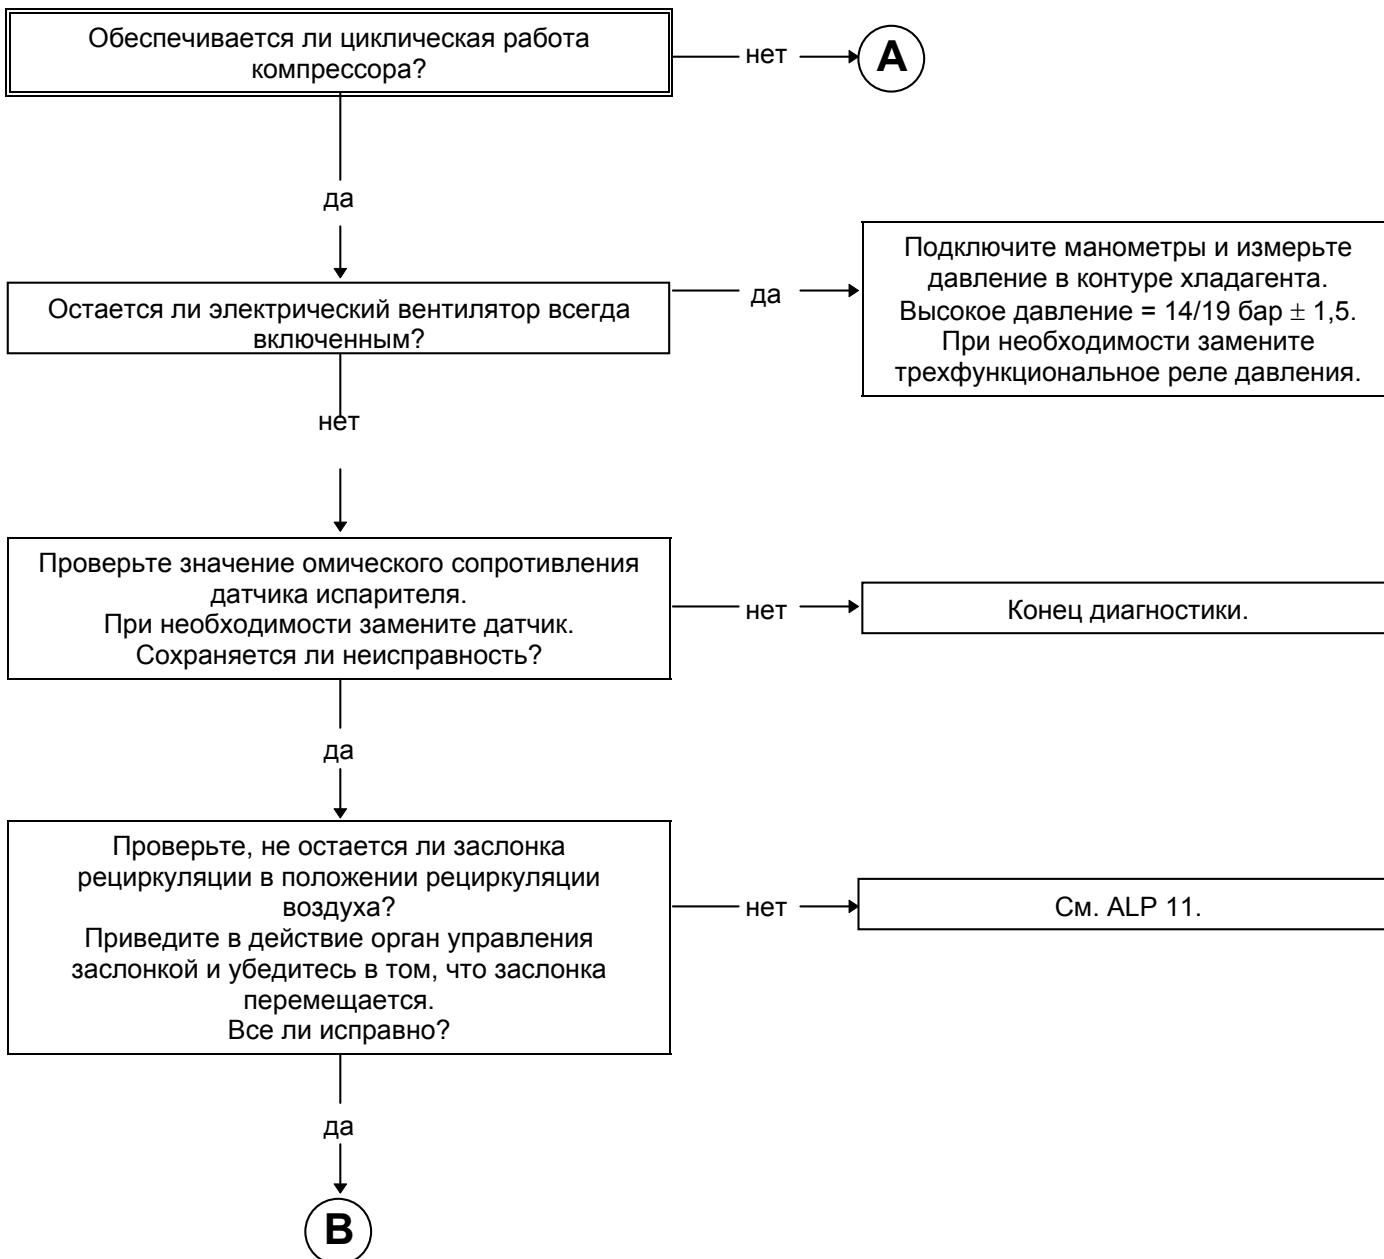 Обеспечивается ли циклическая работа
компрессора?
нет
A
да
Остается ли электрический вентилятор всегда
включенным?
да
Подключите манометры и измерьте
давление в контуре хладагента.
Высокое давление = 14/19 бар ± 1,5.
При необходимости замените
трехфункциональное реле давления.
нет
Проверьте значение омического сопротивления
датчика испарителя.
При необходимости замените датчик.
Сохраняется ли неисправность?
нет
Конец диагностики.
да
Проверьте, не остается ли заслонка
рециркуляции в положении рециркуляции
воздуха?
Приведите в действие орган управления
заслонкой и убедитесь в том, что заслонка
перемещается.
Все ли исправно?
нет
См. ALP 11.
да
B